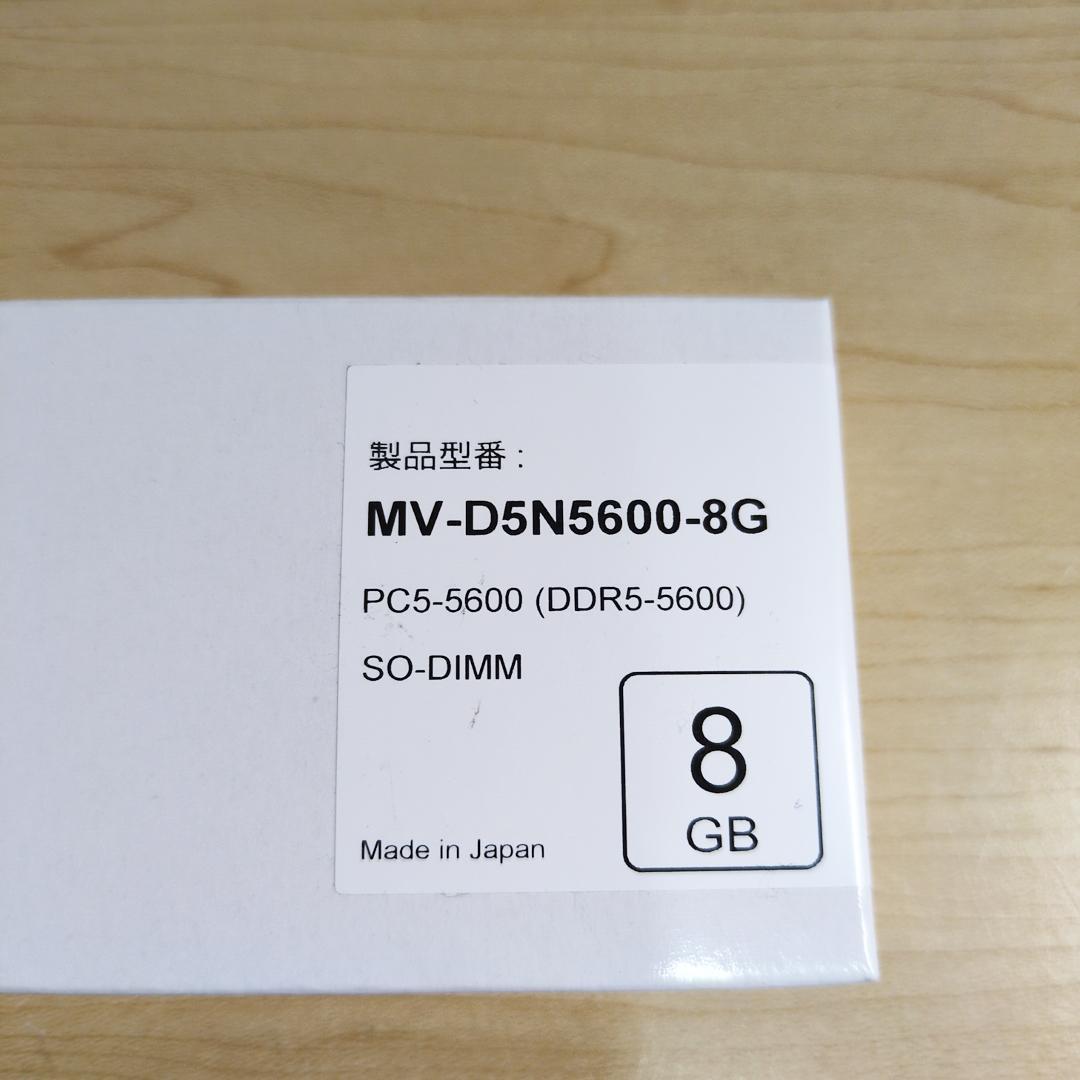 製品型番 :
MV-D5N5600-8G
PC5-5600 (DDR5-5600)
SO-DIMM
8
GB
Made in Japan